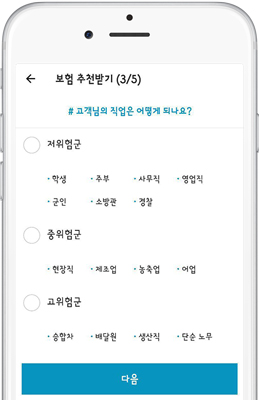 보험 추천받기 (3/5)
# 고객님의 직업은 어떻게 되나요?
저위험군
• 학생 • 주부 • 사무직 • 영업직
• 군인 • 소방관 • 경찰
중위험군
• 현장직 • 제조업 • 농축업 • 어업
고위험군
• 승합차 • 배달원 • 생산직 • 단순 노무
다음